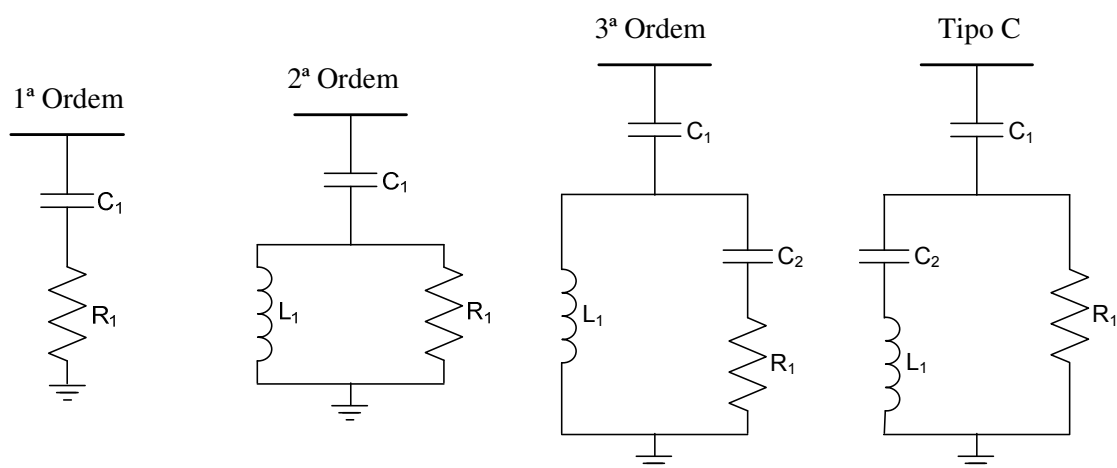 1ª Ordem
C₁
R₁
2ª Ordem
C₁
L₁
R₁
3ª Ordem
C₁
C₂
L₁
R₁
Tipo C
C₁
C₂
L₁
R₁